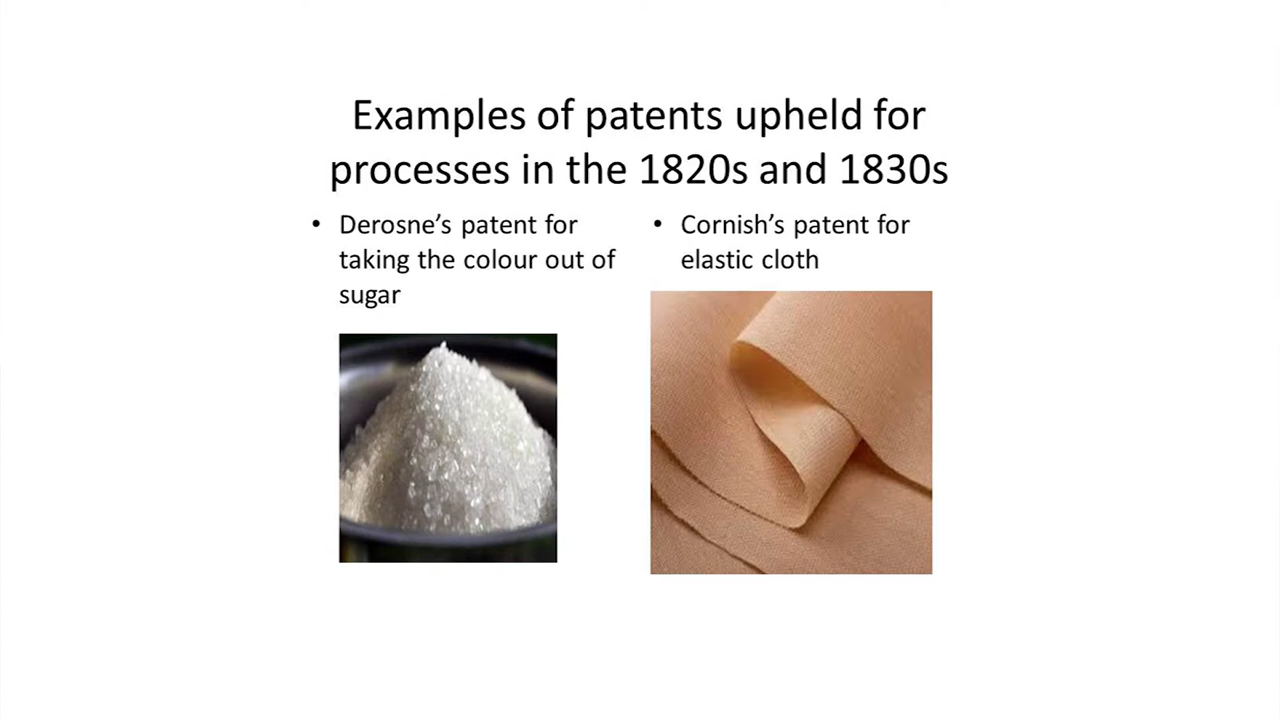 Examples of patents upheld for
processes in the 1820s and 1830s
• Derosne’s patent for
taking the colour out of
sugar
• Cornish’s patent for
elastic cloth